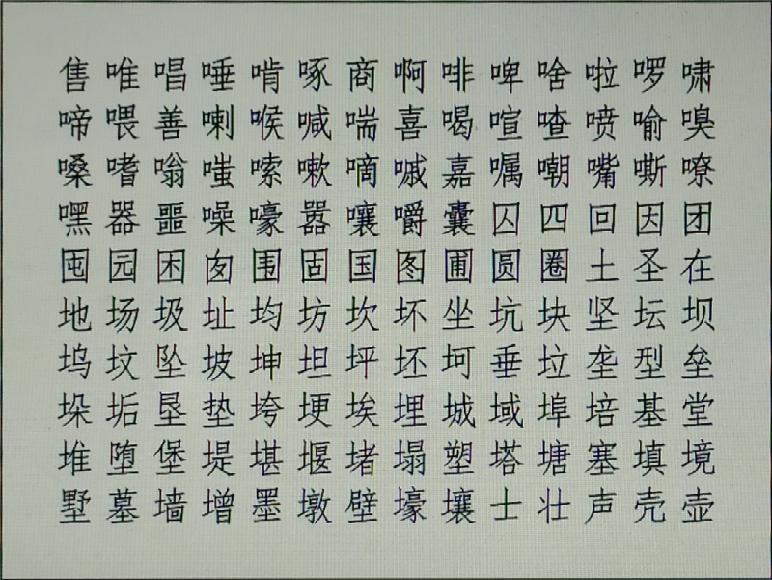 售唯唱唾啃啄商啊啡啤啥啦啰啸
啼喂善喇喉喊喘喜喝喧喳喷喻嗅
嗓嗜嗡嗤嗦嗽嘀嘁嘉嘱嘲嘴嘶嘹
嘿器噩噪嚎嚣嚷嚼囊囚四回因团
囤园困囱围固国图圃圆圈土圣在
地场圾址均坊坎坏坐坑块坚坛坝
坞坟坠坡坤坦坪坯坷垂垃垄型垒
垛垢垦垫垮埂埃埋城域埠培基堂
堆堕堡堤堪堰堵塌塑塔塘塞填境
墅墓墙增墨墩壁壕壤士壮声壳壶